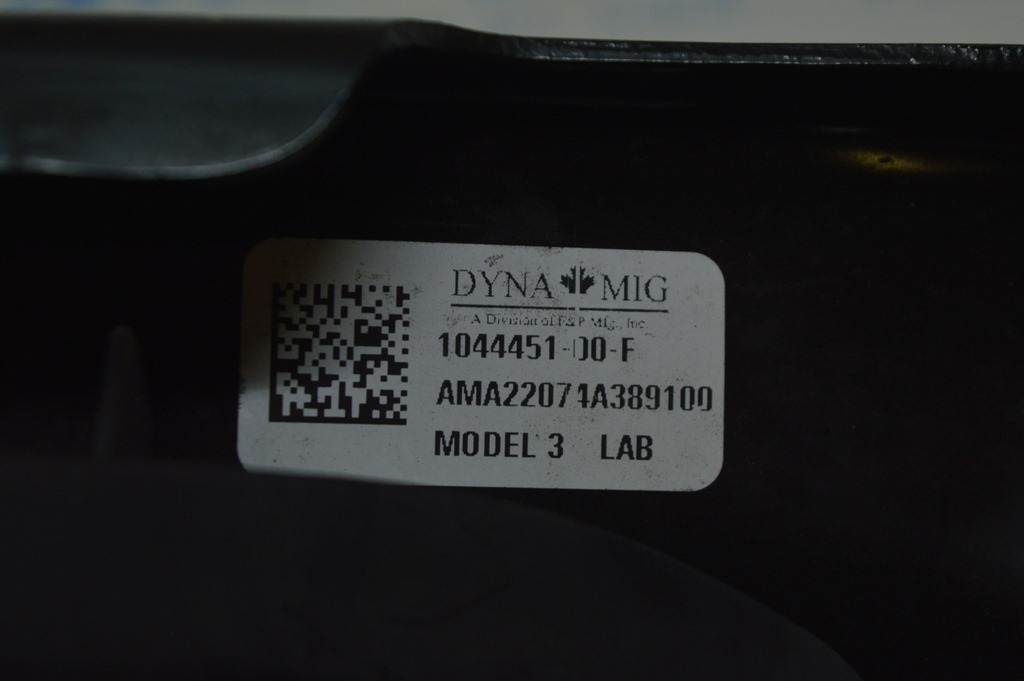 DYNA MIG
A Division of F&P Mfg., Inc.
1044451-00-F
AMA22074A389100
MODEL 3 LAB